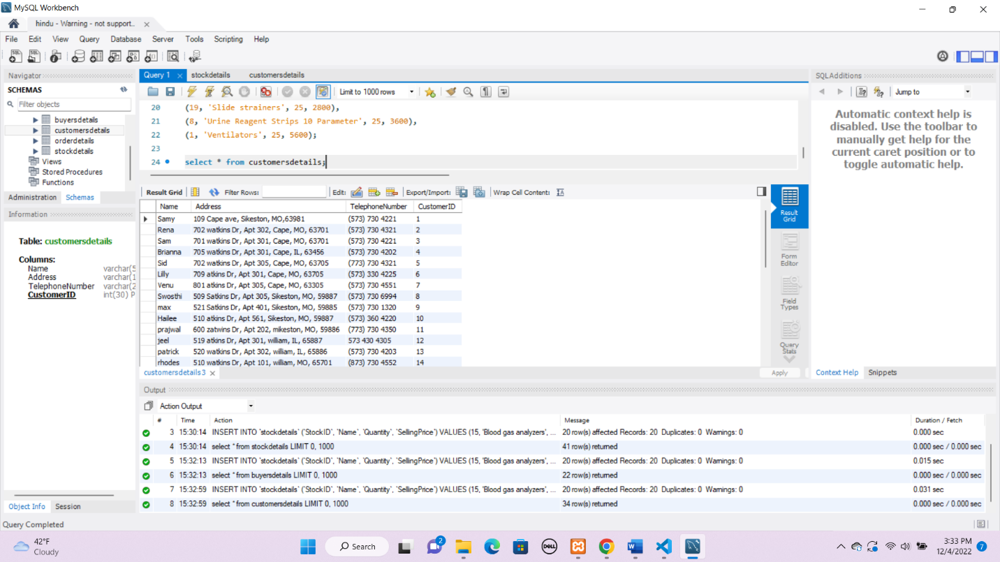 MySQL Workbench
hindu - Warning - not support..
File Edit View Query Database Server Tools Scripting Help
Navigator
SCHEMAS
Filter objects
buyersdetails
customersdetails
orderdetails
stockdetails
Views
Stored Procedures
Functions
Administration Schemas
Information
Table: customersdetails
Columns:
Name varchar(5
Address varchar(1
TelephoneNumber varchar(2
CustomerID int(30) P
Object Info Session
Query 1 stockdetails customersdetails
Limit to 1000 rows
20 (19, 'Slide strainers', 25, 2800),
21 (8, 'Urine Reagent Strips 10 Parameter', 25, 3600),
22 (1, 'Ventilators', 25, 5600);
23
24 select * from customersdetails;
Result Grid Filter Rows: Edit: Export/Import: Wrap Cell Content:
Name Address TelephoneNumber CustomerID
Samy 109 Cape ave, Sikeston, MO,63981 (573) 730 4221 1
Rena 702 watkins Dr, Apt 302, Cape, MO, 63701 (573) 730 4321 2
Sam 701 watkins Dr, Apt 301, Cape, MO, 63701 (573) 730 4221 3
Brianna 705 watkins Dr, Apt 301, Cape, IL, 63456 (573) 730 4202 4
Sid 702 watkins Dr, Apt 305, Cape, MO, 63705 (773) 730 4321 5
Lilly 709 atkins Dr, Apt 301, Cape, MO, 63705 (573) 330 4225 6
Venu 801 atkins Dr, Apt 305, Cape, MO, 63305 (573) 730 4551 7
Swosthi 509 Satkins Dr, Apt 305, Sikeston, MO, 59887 (573) 730 6994 8
max 521 Satkins Dr, Apt 401, Sikeston, MO, 59885 (573) 730 1320 9
Hailee 510 atkins Dr, Apt 561, Sikeston, MO, 59887 (573) 360 4220 10
prajwal 600 zatwins Dr, Apt 202, mikeston, MO, 59886 (773) 730 4350 11
jeel 519 atkins Dr, Apt 301, william, IL, 65887 573 430 4305 12
patrick 520 watkins Dr, Apt 302, william, IL, 65886 (573) 730 4203 13
rhodes 510 watkins Dr, Apt 101, william, MO, 65701 (873) 730 4552 14
Result
Grid
Form
Editor
Field
Types
Query
Stats
customersdetails 3
Apply
SQLAdditions
Jump to
Automatic context help is
disabled. Use the toolbar to
manually get help for the
current caret position or to
toggle automatic help.
Context Help Snippets
Output
Action Output
# Time Action Message Duration / Fetch
3 15:30:14 INSERT INTO `stockdetails` (`StockID`, `Name`, `Quantity`, `SellingPrice`) VALUES (15, 'Blood gas analyzers', ... 20 row(s) affected Records: 20 Duplicates: 0 Warnings: 0 0.000 sec
4 15:30:14 select * from stockdetails LIMIT 0, 1000 41 row(s) returned 0.000 sec / 0.000 sec
5 15:32:13 INSERT INTO `stockdetails` (`StockID`, `Name`, `Quantity`, `SellingPrice`) VALUES (15, 'Blood gas analyzers', ... 20 row(s) affected Records: 20 Duplicates: 0 Warnings: 0 0.015 sec
6 15:32:13 select * from buyersdetails LIMIT 0, 1000 22 row(s) returned 0.000 sec / 0.000 sec
7 15:32:59 INSERT INTO `stockdetails` (`StockID`, `Name`, `Quantity`, `SellingPrice`) VALUES (15, 'Blood gas analyzers', ... 20 row(s) affected Records: 20 Duplicates: 0 Warnings: 0 0.031 sec
8 15:32:59 select * from customersdetails LIMIT 0, 1000 34 row(s) returned 0.000 sec / 0.000 sec
Query Completed
42°F
Cloudy
Search
2
DELL
3:33 PM
12/4/2022
7